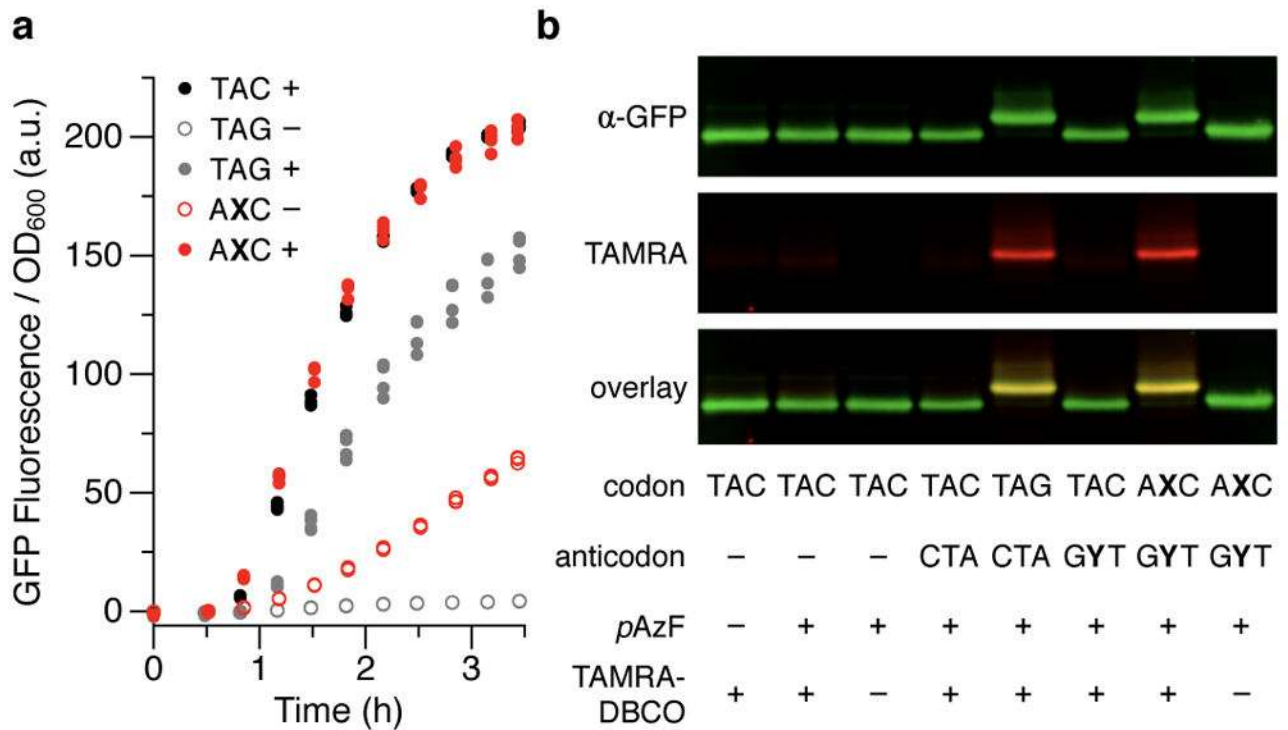 a
GFP Fluorescence / OD600 (a.u.)
200
150
100
50
0
TAC +
TAG –
TAG +
AXC –
AXC +
0 1 2 3
Time (h)
b
α-GFP
TAMRA
overlay
codon TAC TAC TAC TAC TAG TAC AXC AXC
anticodon – – – CTA CTA GYT GYT GYT
pAzF – + + + + + + +
TAMRA-
DBCO + + – + + + + –